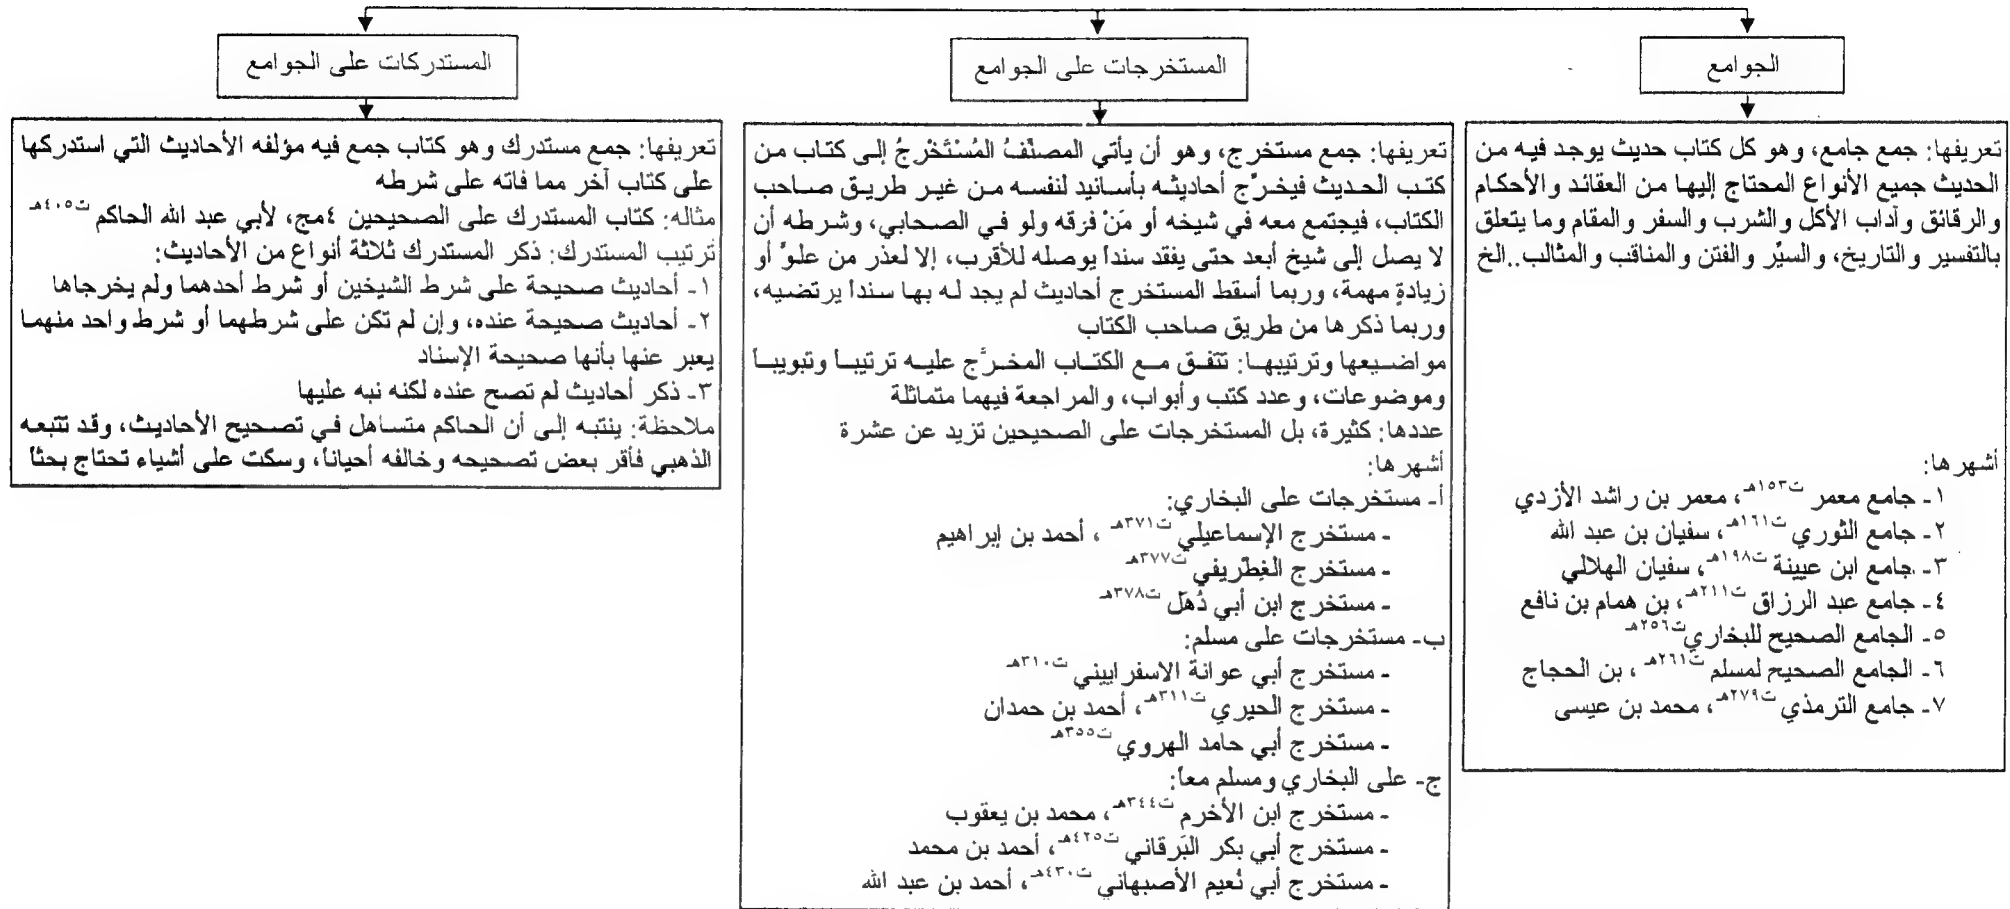 الجوامع
تعريفها: جمع جامع، وهو كل كتاب حديث يوجد فيه من
الحديث جميع الأنواع المحتاج إليها من العقائد والأحكام
والرقائق وآداب الأكل والشرب والسفر والمقام وما يتعلق
بالتفسير والتاريخ، والسيِّر والفتن والمناقب والمثالب..الخ
أشهرها:
١- جامع معمر ت١٥٣هـ، معمر بن راشد الأزدي
٢- جامع الثوري ت١٦١هـ، سفيان بن عبد الله
٣- جامع ابن عيينة ت١٩٨هـ، سفيان الهلالي
٤- جامع عبد الرزاق ت٢١١هـ، بن همام بن نافع
٥- الجامع الصحيح للبخاري ت٢٥٦هـ
٦- الجامع الصحيح لمسلم ت٢٦١هـ، بن الحجاج
٧- جامع الترمذي ت٢٧٩هـ، محمد بن عيسى
المستخرجات على الجوامع
تعريفها: جمع مستخرج، وهو أن يأتي المصنِّفُ المُسْتَخْرجُ إلى كتاب من
كتب الحديث فيخرِّج أحاديثه بأسانيد لنفسه من غير طريق صاحب
الكتاب، فيجتمع معه في شيخه أو مَنْ فوقه ولو في الصحابي، وشرطه أن
لا يصل إلى شيخ أبعد حتى يفقد سنداً يوصله للأقرب، إلا لعذر من علوٍّ أو
زيادةٍ مهمة، وربما أسقط المستخرج أحاديث لم يجد له بها سنداً يرتضيه،
وربما ذكرها من طريق صاحب الكتاب
مواضيعها وترتيبها: تتفق مع الكتاب المخرَّج عليه ترتيباً وتبويباً
وموضوعات، وعدد كتب وأبواب، والمراجعة فيهما متماثلة
عددها: كثيرة، بل المستخرجات على الصحيحين تزيد عن عشرة
أشهرها:
أ- مستخرجات على البخاري:
- مستخرج الإسماعيلي ت٣٧١هـ، أحمد بن إبراهيم
- مستخرج الغِطْريفي ت٣٧٧هـ
- مستخرج ابن أبي ذُهل ت٣٧٨هـ
ب- مستخرجات على مسلم:
- مستخرج أبي عوانة الاسفراييني ت٣١٠هـ
- مستخرج الحيري ت٣١١هـ، أحمد بن حمدان
- مستخرج أبي حامد الهروي ت٣٥٥هـ
ج- على البخاري ومسلم معاً:
- مستخرج ابن الأخرم ت٣٤٤هـ، محمد بن يعقوب
- مستخرج أبي بكر البَرقاني ت٤٢٥هـ، أحمد بن محمد
- مستخرج أبي نُعيم الأصبهاني ت٤٣٠هـ، أحمد بن عبد الله
المستدركات على الجوامع
تعريفها: جمع مستدرك وهو كتاب جمع فيه مؤلفه الأحاديث التي استدركها
على كتاب آخر مما فاته على شرطه
مثاله: كتاب المستدرك على الصحيحين ٤مج، لأبي عبد الله الحاكم ت٤٠٥هـ
ترتيب المستدرك: ذكر المستدرك ثلاثة أنواع من الأحاديث:
١- أحاديث صحيحة على شرط الشيخين أو شرط أحدهما ولم يخرجاها
٢- أحاديث صحيحة عنده، وإن لم تكن على شرطهما أو شرط واحد منهما
يعبر عنها بأنها صحيحة الإسناد
٣- ذكر أحاديث لم تصح عنده لكنه نبه عليها
ملاحظة: ينتبه إلى أن الحاكم متساهل في تصحيح الأحاديث، وقد تتبعه
الذهبي فأقر بعض تصحيحه وخالفه أحياناً، وسكت على أشياء تحتاج بحثاً